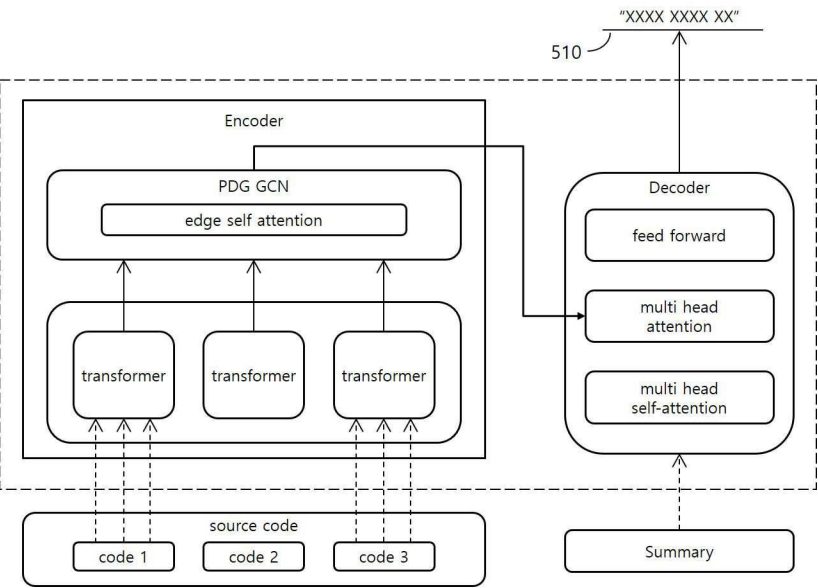 "XXXX XXXX XX"
510
Encoder
PDG GCN
edge self attention
transformer
transformer
transformer
Decoder
feed forward
multi head
attention
multi head
self-attention
source code
code 1
code 2
code 3
Summary